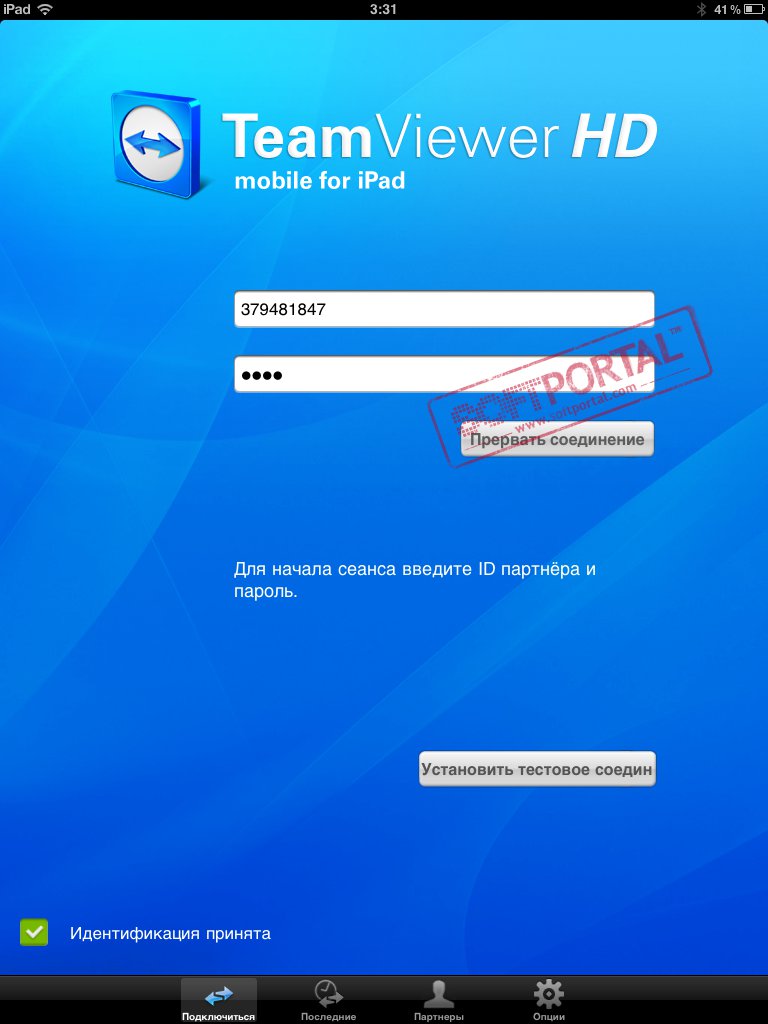 iPad 3:31 41 %
TeamViewer HD
mobile for iPad
379481847
••••
SOFTPORTAL™
www.softportal.com
Прервать соединение
Для начала сеанса введите ID партнёра и
пароль.
Установить тестовое соедин
Идентификация принята
Подключиться Последние Партнеры Опции